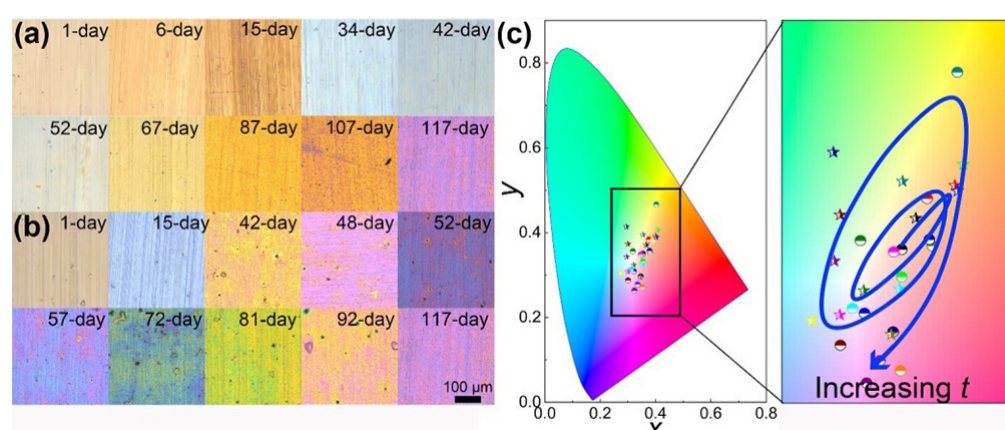 (a) 1-day 6-day 15-day 34-day 42-day
52-day 67-day 87-day 107-day 117-day
(b) 1-day 15-day 42-day 48-day 52-day
57-day 72-day 81-day 92-day 117-day
100 µm
(c)
y
0.8
0.6
0.4
0.2
0.0
0.0 0.2 0.4 0.6 0.8
x
Increasing t